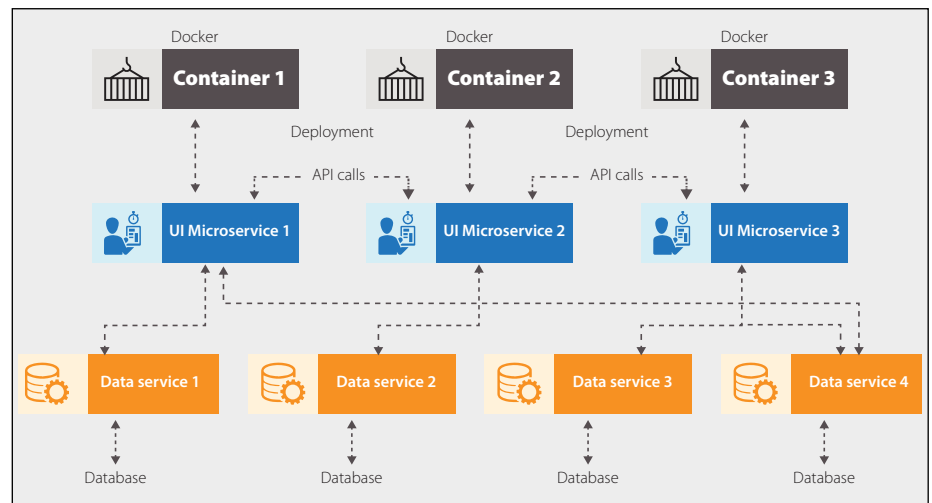 Docker
Docker
Docker
Container 1
Container 2
Container 3
Deployment
Deployment
API calls
API calls
UI Microservice 1
UI Microservice 2
UI Microservice 3
Data service 1
Data service 2
Data service 3
Data service 4
Database
Database
Database
Database